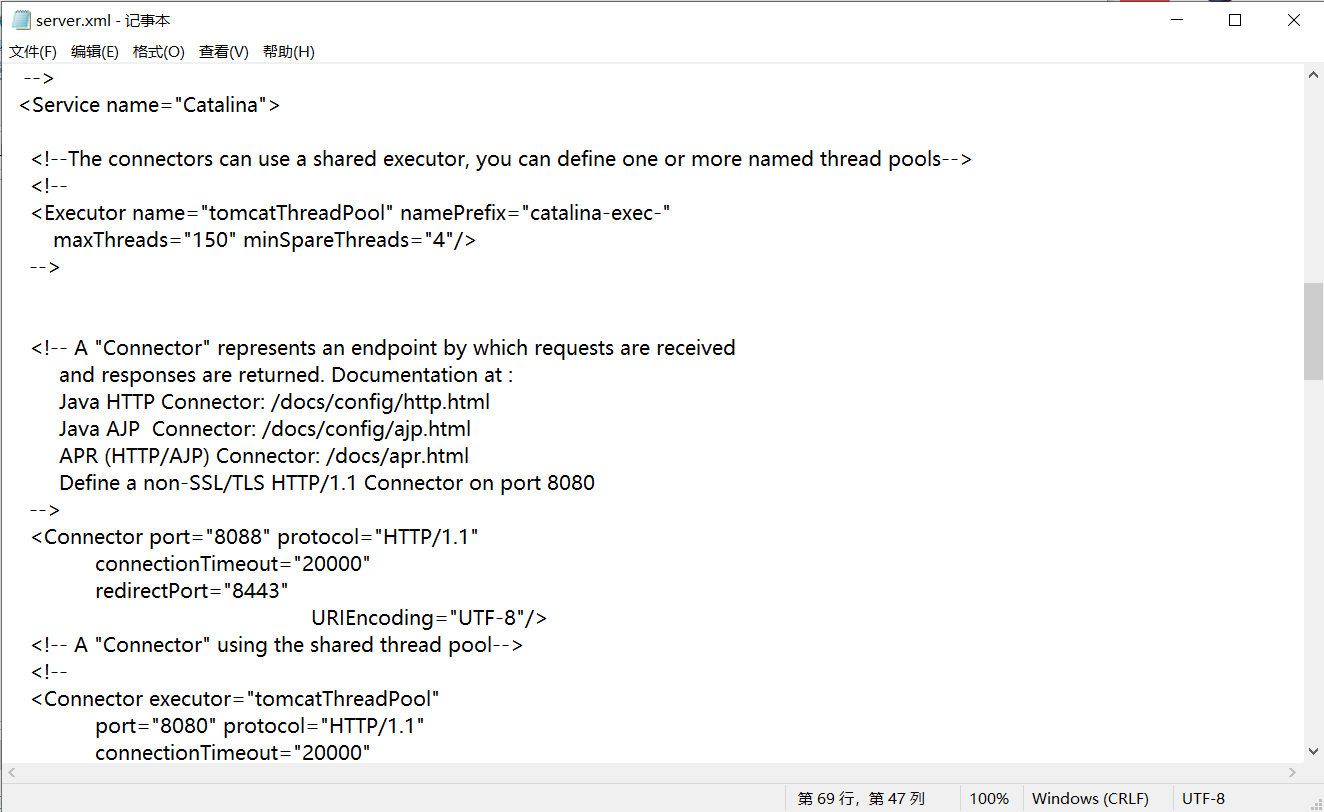 server.xml - 记事本
文件(F) 编辑(E) 格式(O) 查看(V) 帮助(H)
-->
<Service name="Catalina">
<!--The connectors can use a shared executor, you can define one or more named thread pools-->
<!--
<Executor name="tomcatThreadPool" namePrefix="catalina-exec-"
maxThreads="150" minSpareThreads="4"/>
-->
<!-- A "Connector" represents an endpoint by which requests are received
and responses are returned. Documentation at :
Java HTTP Connector: /docs/config/http.html
Java AJP  Connector: /docs/config/ajp.html
APR (HTTP/AJP) Connector: /docs/apr.html
Define a non-SSL/TLS HTTP/1.1 Connector on port 8080
-->
<Connector port="8088" protocol="HTTP/1.1"
connectionTimeout="20000"
redirectPort="8443"
URIEncoding="UTF-8"/>
<!-- A "Connector" using the shared thread pool-->
<!--
<Connector executor="tomcatThreadPool"
port="8080" protocol="HTTP/1.1"
connectionTimeout="20000"
第 69 行，第 47 列 100% Windows (CRLF) UTF-8